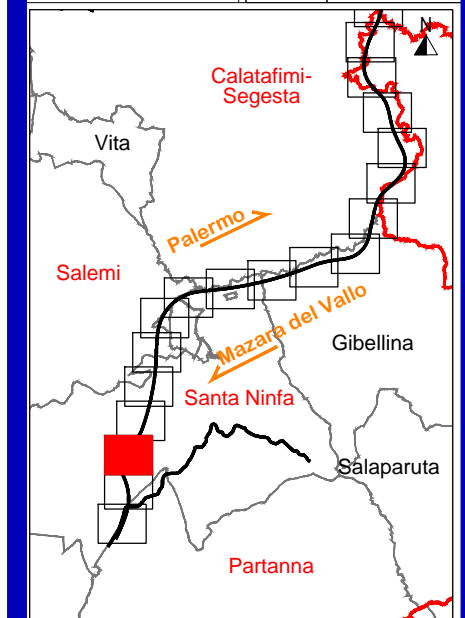 N
Calatafimi-
Segesta
Vita
Palermo
Salemi
Mazara del Vallo
Gibellina
Santa Ninfa
Salaparuta
Partanna